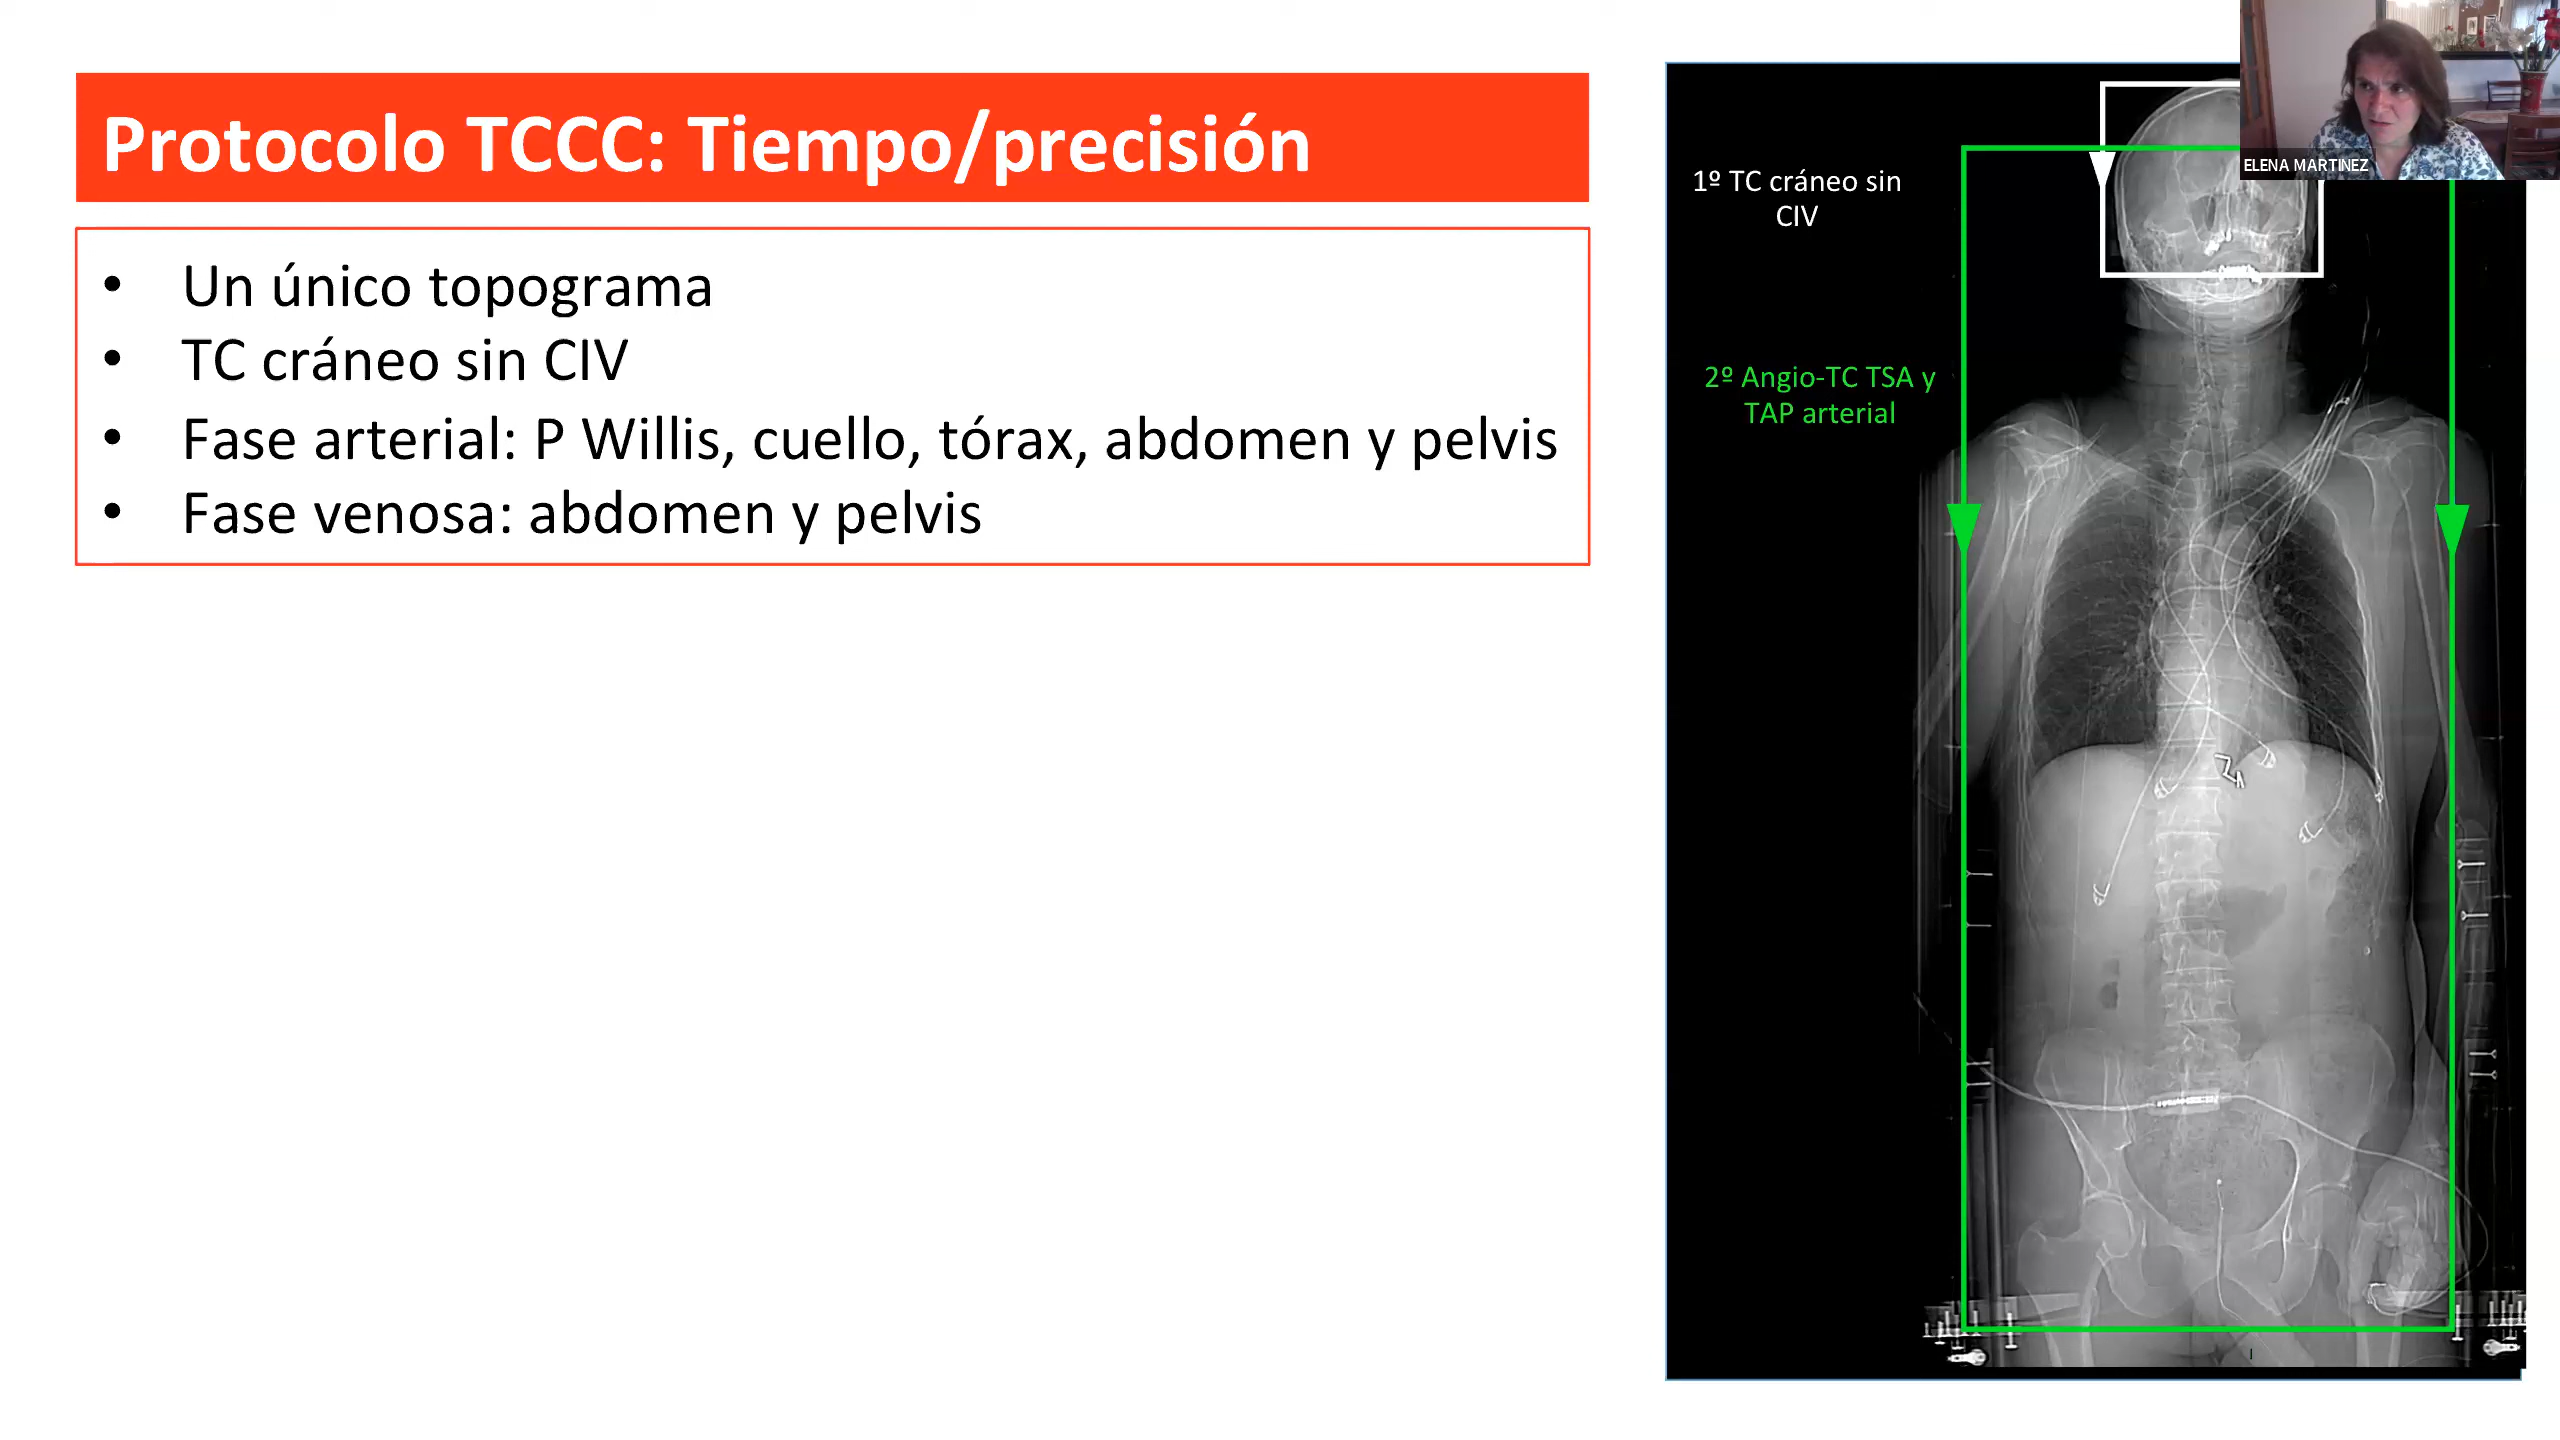 Protocolo TCCC: Tiempo/precisión
• Un único topograma
• TC cráneo sin CIV
• Fase arterial: P Willis, cuello, tórax, abdomen y pelvis
• Fase venosa: abdomen y pelvis
1º TC cráneo sin
CIV
2º Angio-TC TSA y
TAP arterial
ELENA MARTINEZ